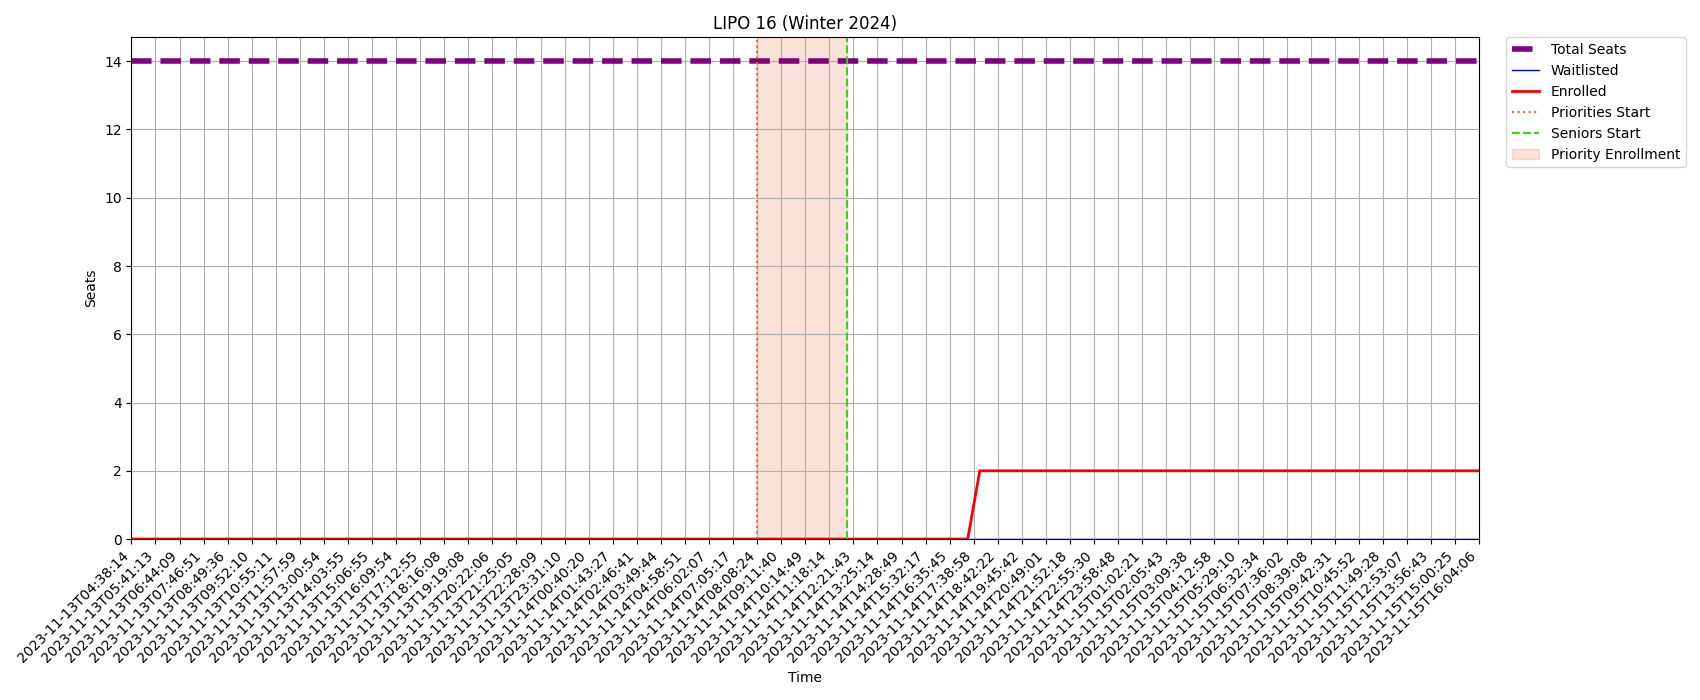 LIPO 16 (Winter 2024)
Total Seats
Waitlisted
Enrolled
Priorities Start
Seniors Start
Priority Enrollment
Seats
14
12
10
8
6
4
2
0
2023-11-13T04:38:14
2023-11-13T05:41:13
2023-11-13T06:44:09
2023-11-13T07:46:51
2023-11-13T08:49:36
2023-11-13T09:52:10
2023-11-13T10:55:11
2023-11-13T11:57:59
2023-11-13T13:00:54
2023-11-13T14:03:55
2023-11-13T15:06:55
2023-11-13T16:09:54
2023-11-13T17:12:55
2023-11-13T18:16:08
2023-11-13T19:19:08
2023-11-13T20:22:06
2023-11-13T21:25:05
2023-11-13T22:28:09
2023-11-13T23:31:10
2023-11-14T00:40:20
2023-11-14T01:43:27
2023-11-14T02:46:41
2023-11-14T03:49:44
2023-11-14T04:58:51
2023-11-14T06:02:07
2023-11-14T07:05:17
2023-11-14T08:08:24
2023-11-14T09:11:40
2023-11-14T10:14:49
2023-11-14T11:18:14
2023-11-14T12:21:43
2023-11-14T13:25:14
2023-11-14T14:28:49
2023-11-14T15:32:17
2023-11-14T16:35:45
2023-11-14T17:38:58
2023-11-14T18:42:22
2023-11-14T19:45:42
2023-11-14T20:49:01
2023-11-14T21:52:18
2023-11-14T22:55:30
2023-11-14T23:58:48
2023-11-15T01:02:21
2023-11-15T02:05:43
2023-11-15T03:09:38
2023-11-15T04:12:58
2023-11-15T05:29:10
2023-11-15T06:32:34
2023-11-15T07:36:02
2023-11-15T08:39:08
2023-11-15T09:42:31
2023-11-15T10:45:52
2023-11-15T11:49:28
2023-11-15T12:53:07
2023-11-15T13:56:43
2023-11-15T15:00:25
2023-11-15T16:04:06
Time